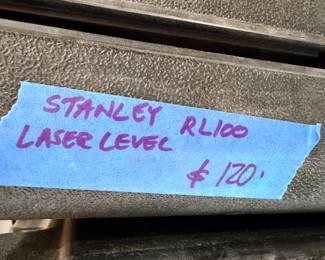 STANLEY RL100
LASER LEVEL
$120.